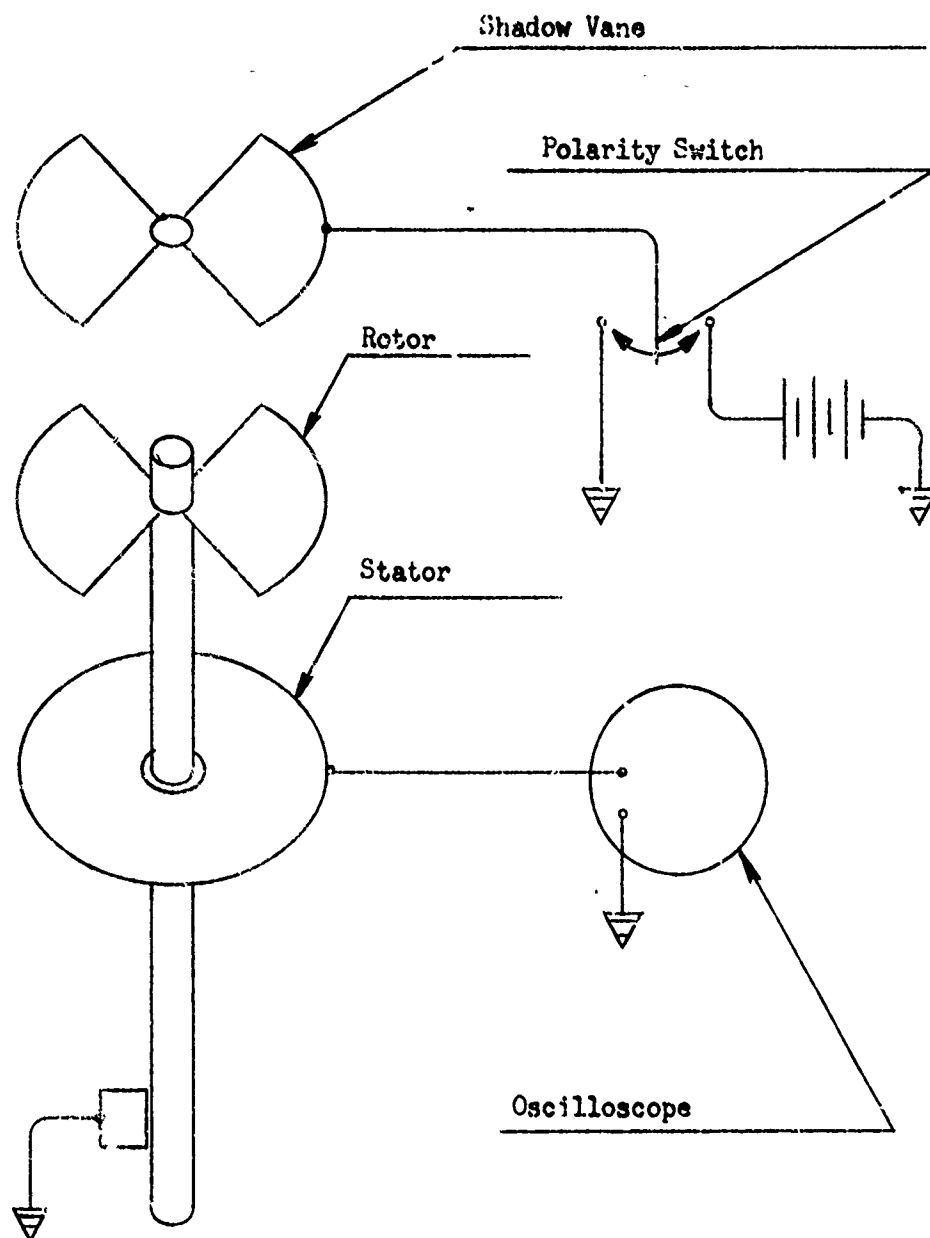 Shadow Vane
Polarity Switch
Rotor
Stator
Oscilloscope